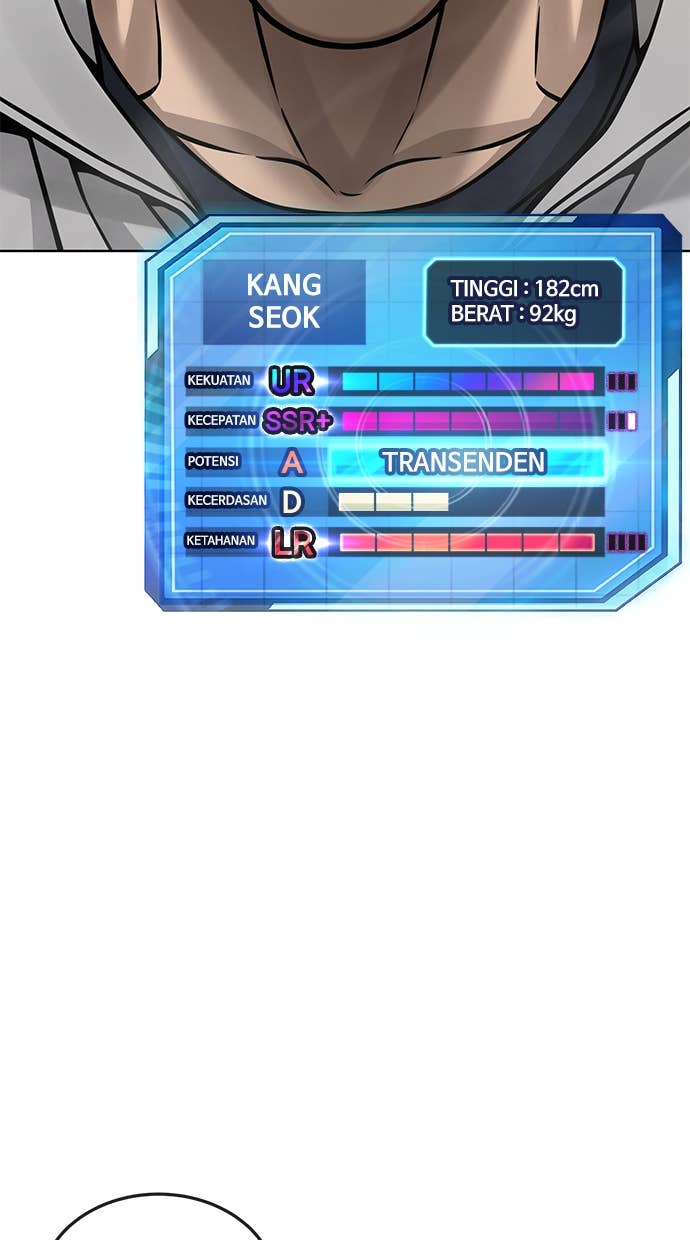 KANG
SEOK
TINGGI : 182cm
BERAT : 92kg
KEKUATAN UR
KECEPATAN SSR+
POTENSI A TRANSENDEN
KECERDASAN D
KETAHANAN LR